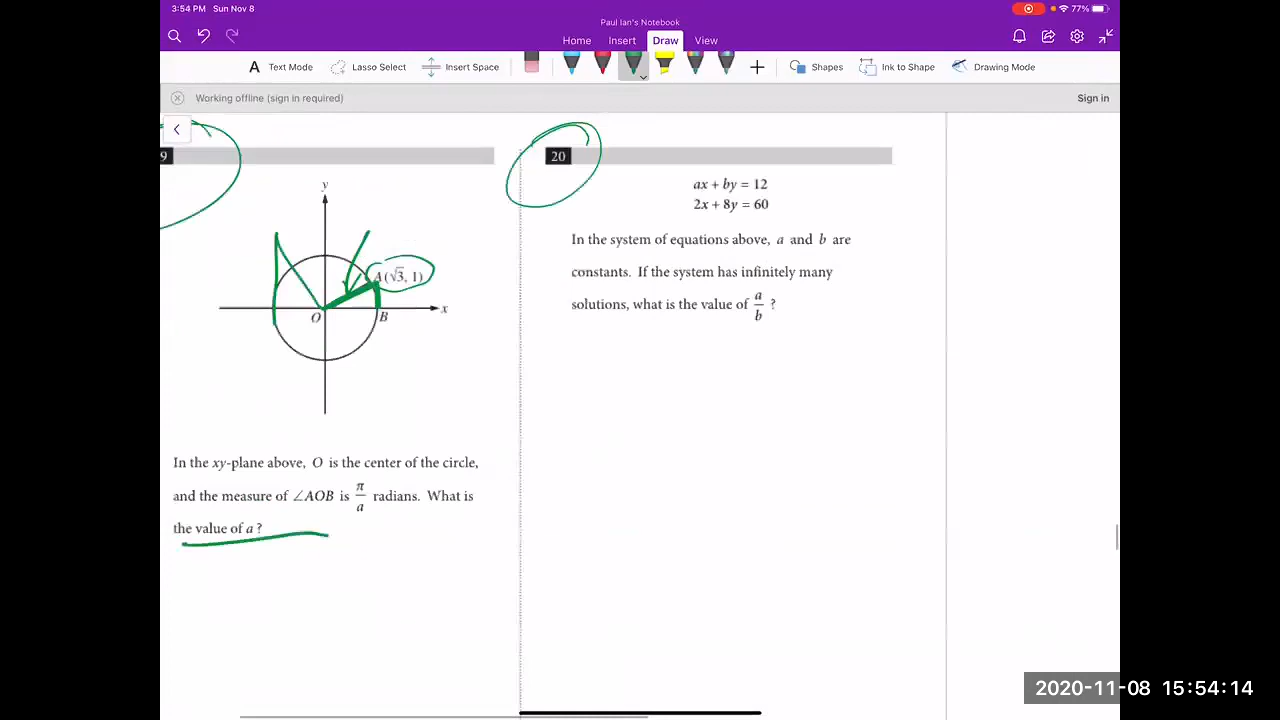 3:54 PM Sun Nov 8
77%
Paul Ian's Notebook
Home Insert Draw View
A Text Mode Lasso Select Insert Space Shapes Ink to Shape Drawing Mode
Working offline (sign in required) Sign in
9
y
A(√3, 1)
x
O
B
In the xy-plane above, O is the center of the circle,
and the measure of ∠AOB is π/a radians. What is
the value of a ?
20
ax + by = 12
2x + 8y = 60
In the system of equations above, a and b are
constants. If the system has infinitely many
solutions, what is the value of a/b ?
2020-11-08 15:54:14